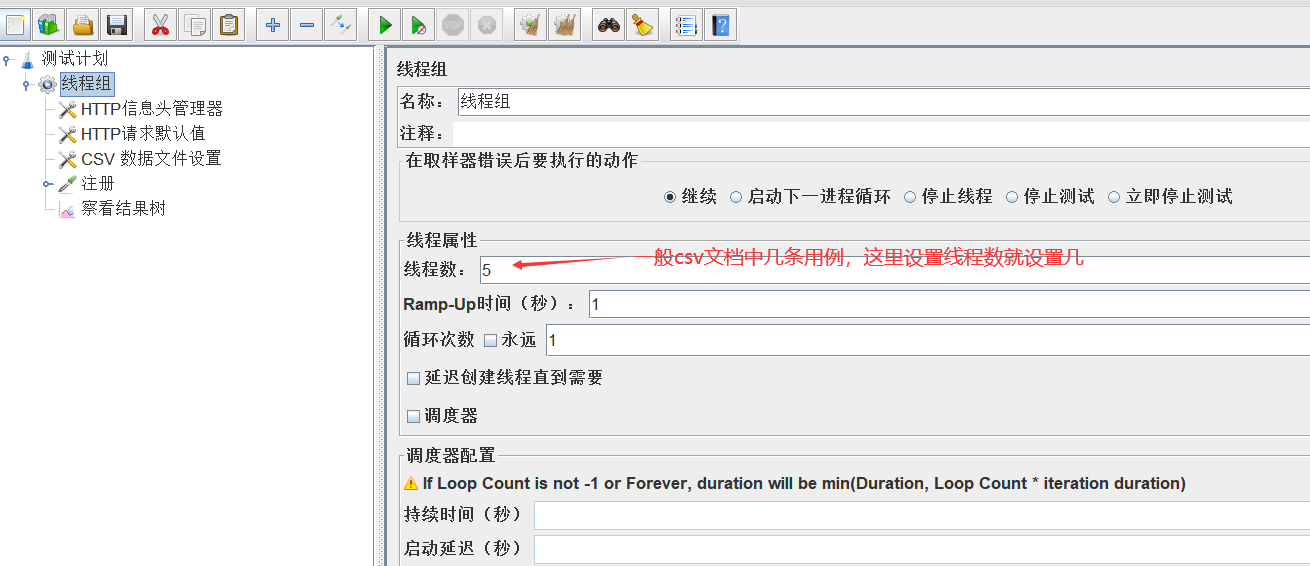 STOP
测试计划
线程组
HTTP信息头管理器
HTTP请求默认值
CSV 数据文件设置
注册
察看结果树
线程组
名称： 线程组
注释：
在取样器错误后要执行的动作
继续 启动下一进程循环 停止线程 停止测试 立即停止测试
线程属性
线程数： 5 一般csv文档中几条用例，这里设置线程数就设置几
Ramp-Up时间（秒）： 1
循环次数 永远 1
延迟创建线程直到需要
调度器
调度器配置
If Loop Count is not -1 or Forever, duration will be min(Duration, Loop Count * iteration duration)
持续时间（秒）
启动延迟（秒）